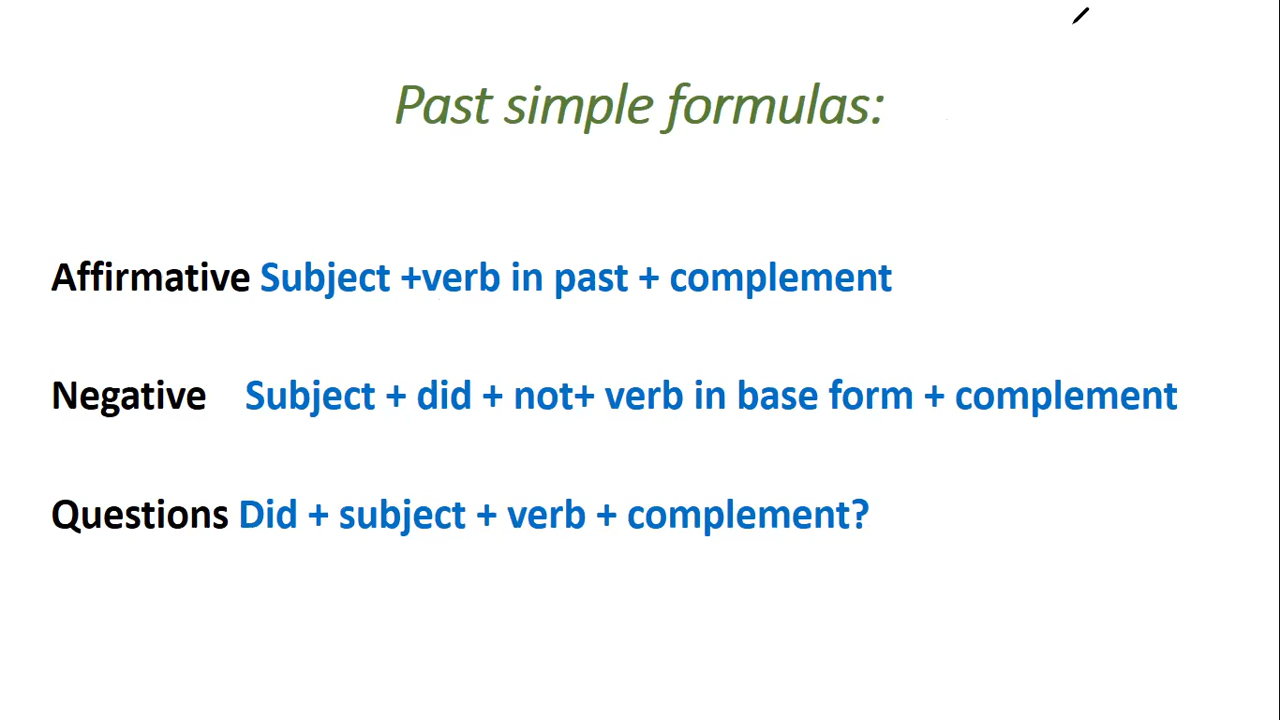 Past simple formulas:
Affirmative Subject +verb in past + complement
Negative Subject + did + not+ verb in base form + complement
Questions Did + subject + verb + complement?